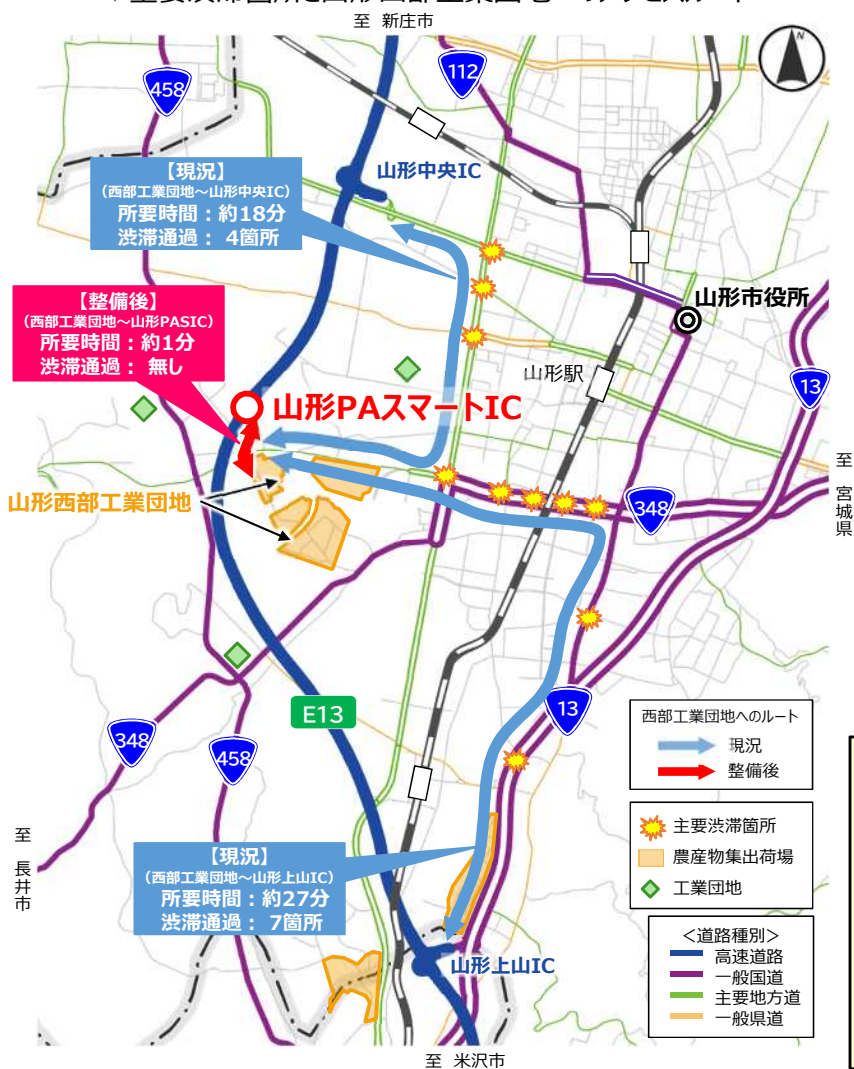 至 新庄市
458
112
N
山形中央IC
【現況】
(西部工業団地～山形中央IC)
所要時間：約18分
渋滞通過： 4箇所
【整備後】
(西部工業団地～山形PASIC)
所要時間：約1分
渋滞通過： 無し
山形市役所
山形駅
13
山形PAスマートIC
至 宮城県
山形西部工業団地
348
E13
13
348
458
西部工業団地へのルート
現況
整備後
至 長井市
主要渋滞箇所
農産物集出荷場
工業団地
【現況】
(西部工業団地～山形上山IC)
所要時間：約27分
渋滞通過： 7箇所
＜道路種別＞
高速道路
一般国道
主要地方道
一般県道
山形上山IC
至 米沢市